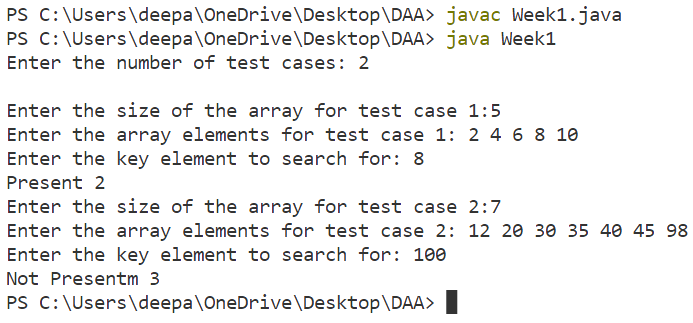 PS C:\Users\deepa\OneDrive\Desktop\DAA> javac Week1.java
PS C:\Users\deepa\OneDrive\Desktop\DAA> java Week1
Enter the number of test cases: 2

Enter the size of the array for test case 1:5
Enter the array elements for test case 1: 2 4 6 8 10
Enter the key element to search for: 8
Present 2
Enter the size of the array for test case 2:7
Enter the array elements for test case 2: 12 20 30 35 40 45 98
Enter the key element to search for: 100
Not Presentm 3
PS C:\Users\deepa\OneDrive\Desktop\DAA>